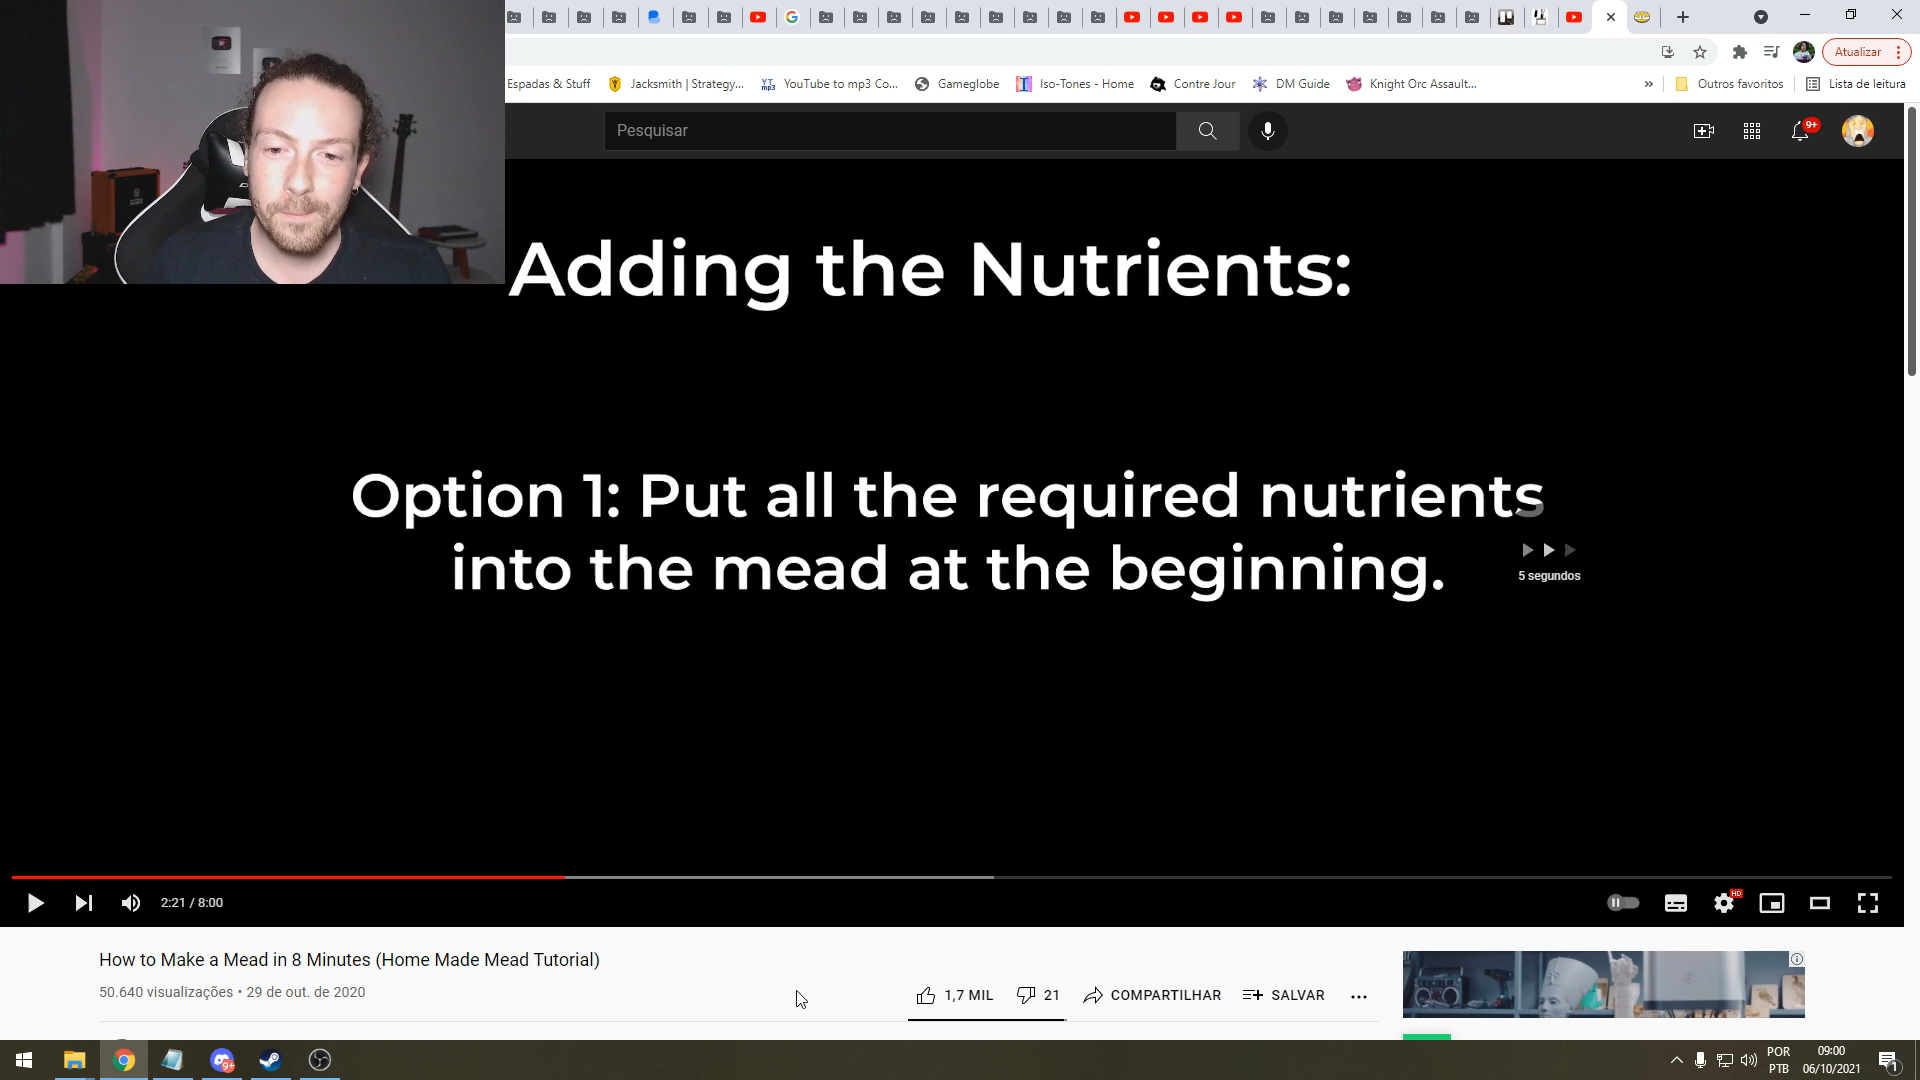 Atualizar
Espadas & Stuff
Jacksmith | Strategy...
YouTube to mp3 Co...
Gameglobe
Iso-Tones - Home
Contre Jour
DM Guide
Knight Orc Assault...
»
Outros favoritos
Lista de leitura
Pesquisar
9+
Adding the Nutrients:
Option 1: Put all the required nutrients
into the mead at the beginning.
5 segundos
2:21 / 8:00
HD
How to Make a Mead in 8 Minutes (Home Made Mead Tutorial)
50.640 visualizações • 29 de out. de 2020
1,7 MIL
21
COMPARTILHAR
SALVAR
9+
POR
PTB
09:00
06/10/2021
1